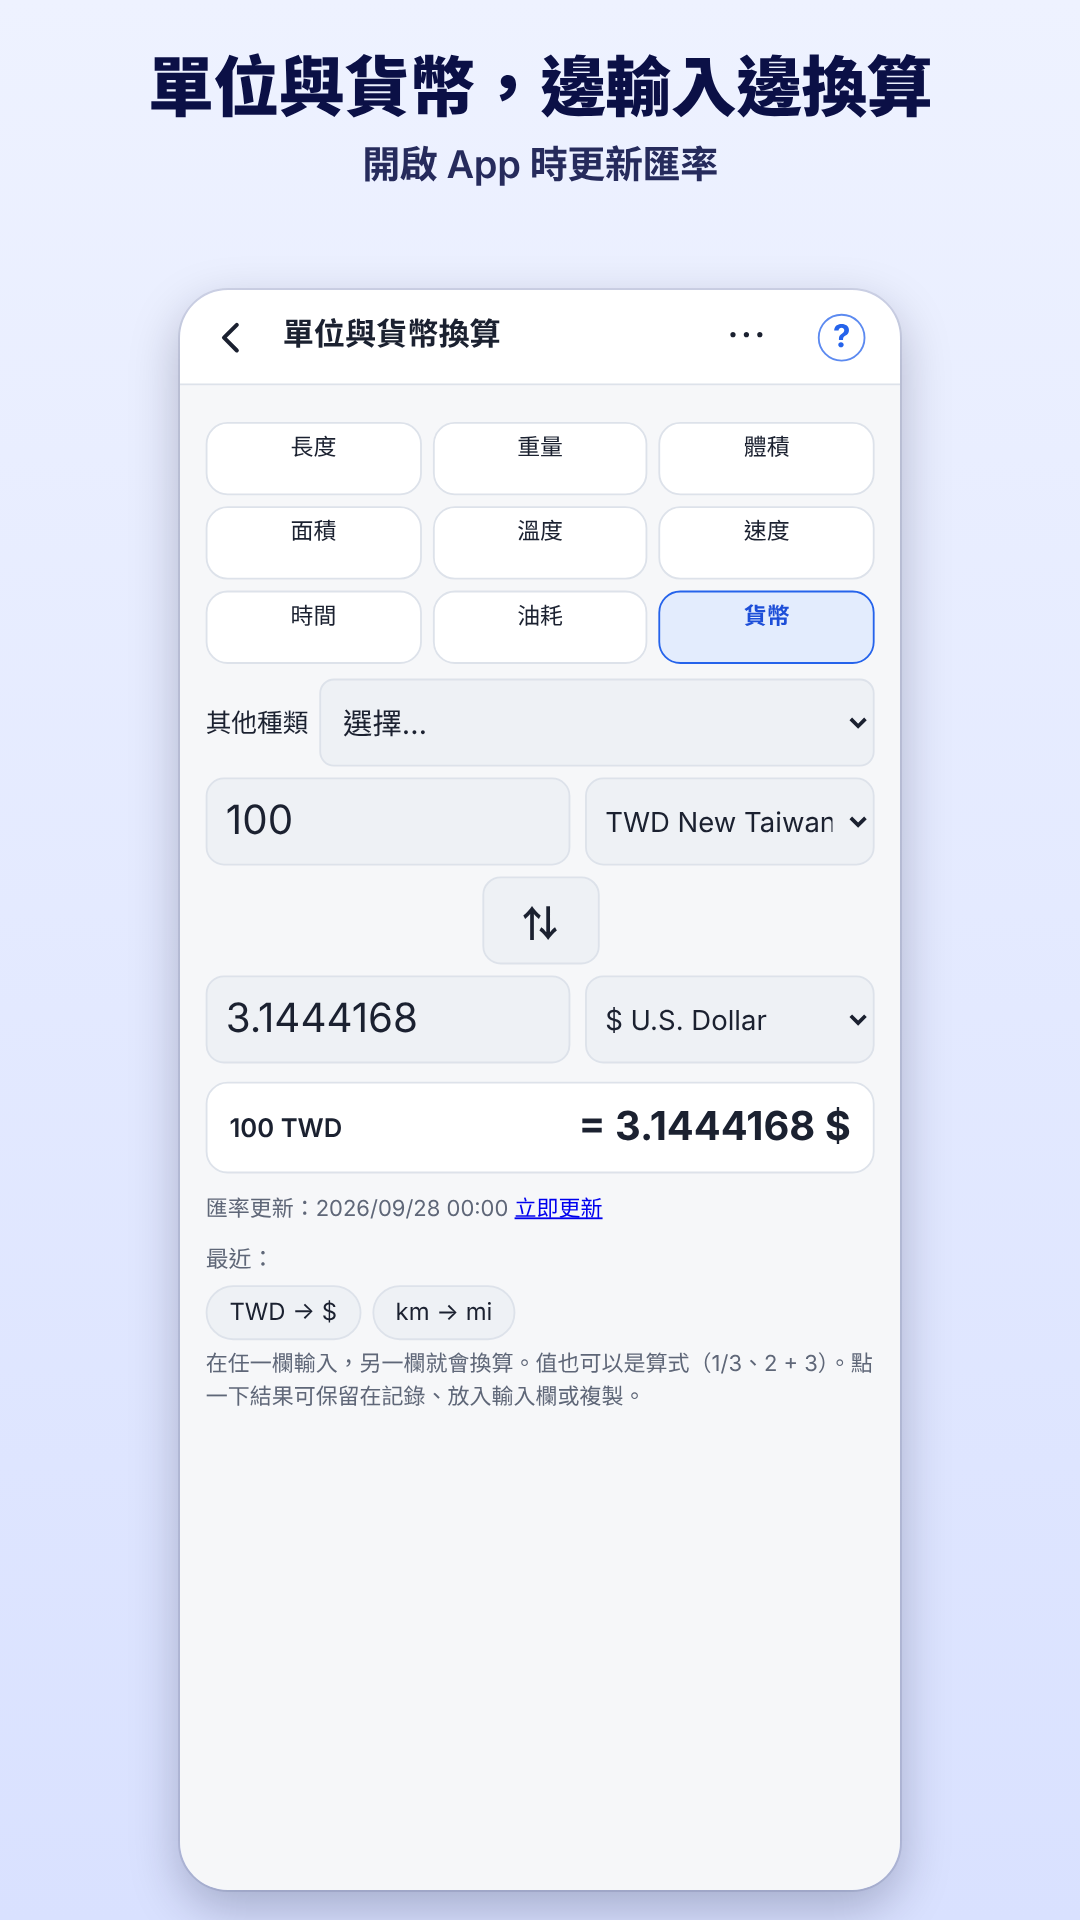 單位與貨幣，邊輸入邊換算
開啟 App 時更新匯率
單位與貨幣換算 ··· ?
長度 重量 體積
面積 溫度 速度
時間 油耗 貨幣
其他種類 選擇...
100 TWD New Taiwan
3.1444168 $ U.S. Dollar
100 TWD = 3.1444168 $
匯率更新：2026/09/28 00:00 立即更新
最近：
TWD → $ km → mi
在任一欄輸入，另一欄就會換算。值也可以是算式（1/3、2 + 3）。點
一下結果可保留在記錄、放入輸入欄或複製。